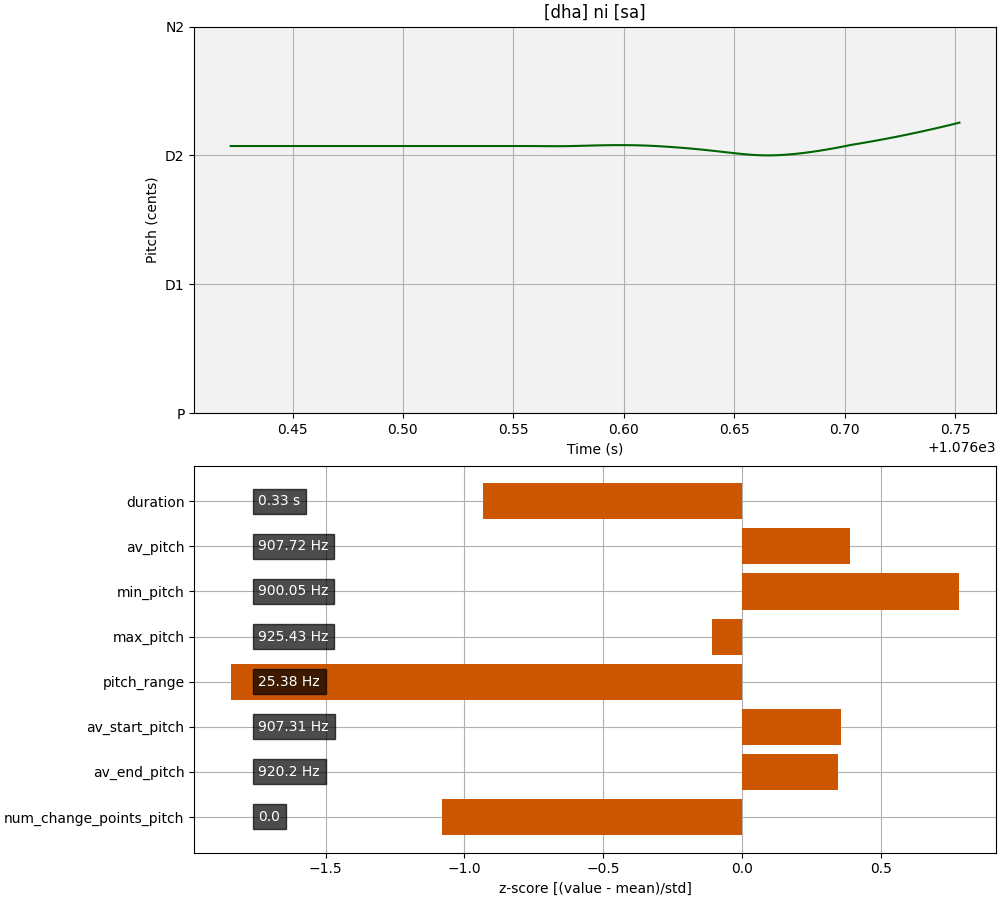 [dha] ni [sa]
N2
D2
D1
P
Pitch (cents)
0.45 0.50 0.55 0.60 0.65 0.70 0.75
Time (s)
+1.076e3
duration 0.33 s
av_pitch 907.72 Hz
min_pitch 900.05 Hz
max_pitch 925.43 Hz
pitch_range 25.38 Hz
av_start_pitch 907.31 Hz
av_end_pitch 920.2 Hz
num_change_points_pitch 0.0
−1.5 −1.0 −0.5 0.0 0.5
z-score [(value - mean)/std]